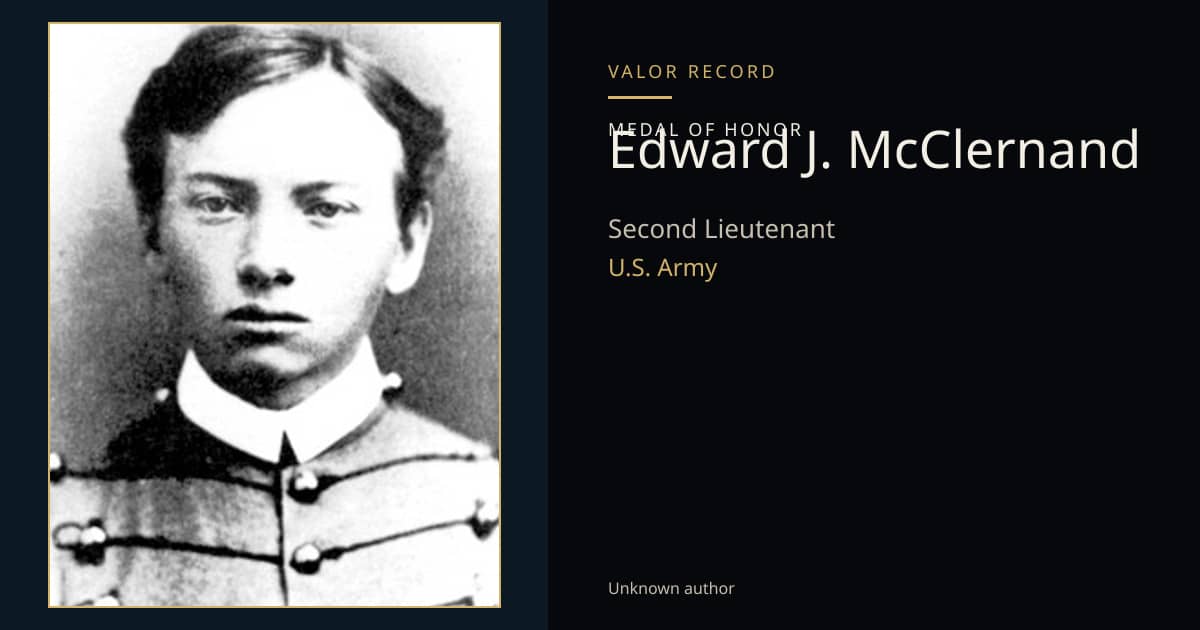 VALOR RECORD
MEDAL OF HONOR
Edward J. McClernand
Second Lieutenant
U.S. Army
Unknown author